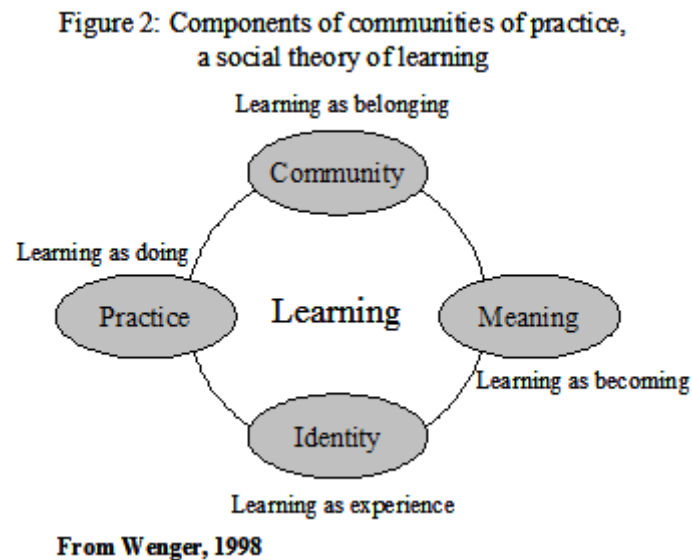 Figure 2: Components of communities of practice,
a social theory of learning
Learning as belonging
Community
Learning as doing
Practice
Learning
Meaning
Learning as becoming
Identity
Learning as experience
From Wenger, 1998